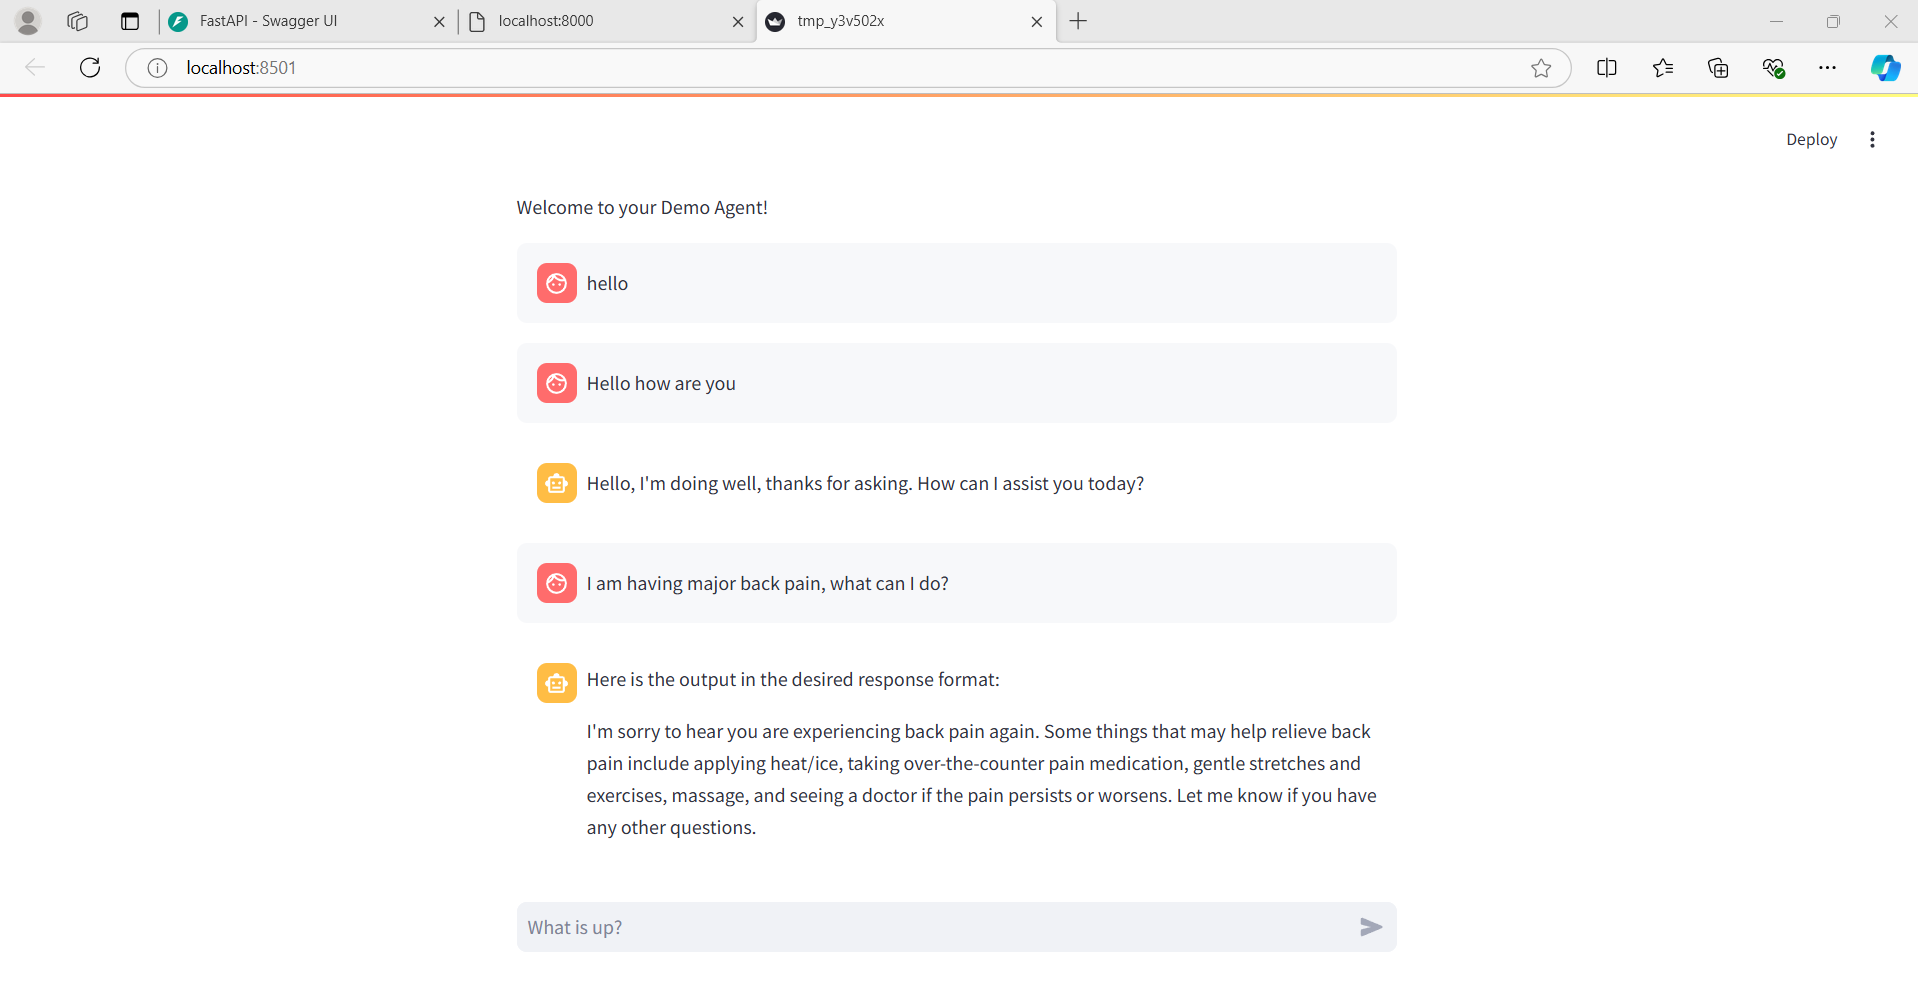 FastAPI - Swagger UI
localhost:8000
tmp_y3v502x
localhost:8501
Deploy
Welcome to your Demo Agent!
hello
Hello how are you
Hello, I'm doing well, thanks for asking. How can I assist you today?
I am having major back pain, what can I do?
Here is the output in the desired response format:
I'm sorry to hear you are experiencing back pain again. Some things that may help relieve back
pain include applying heat/ice, taking over-the-counter pain medication, gentle stretches and
exercises, massage, and seeing a doctor if the pain persists or worsens. Let me know if you have
any other questions.
What is up?